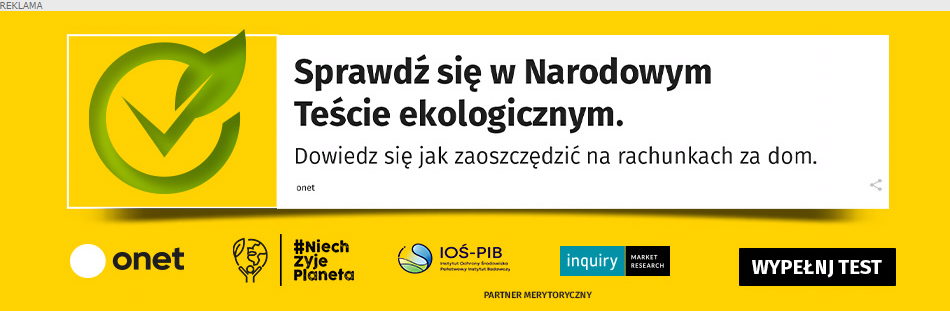 REKLAMA
Sprawdź się w Narodowym
Teście ekologicznym.
Dowiedz się jak zaoszczędzić na rachunkach za dom.
onet
onet
#Niech
Żyje
Planeta
IOŚ-PIB
Instytut Ochrony Środowiska
Państwowy Instytut Badawczy
inquiry
MARKET
RESEARCH
WYPEŁNJ TEST
PARTNER MERYTORYCZNY